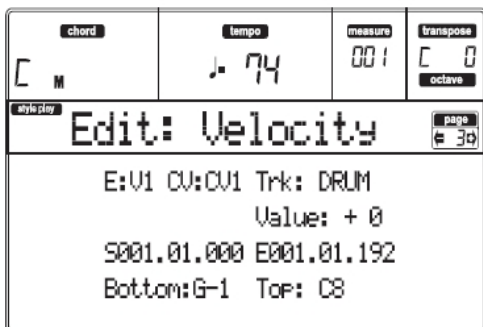 chord tempo measure transpose
C M ♩= 74 001 C 0
octave
style play
Edit: Velocity
page
3
E:V1 CV:CV1 Trk: DRUM
Value: + 0
S001.01.000 E001.01.192
Bottom:G-1 Top: C8